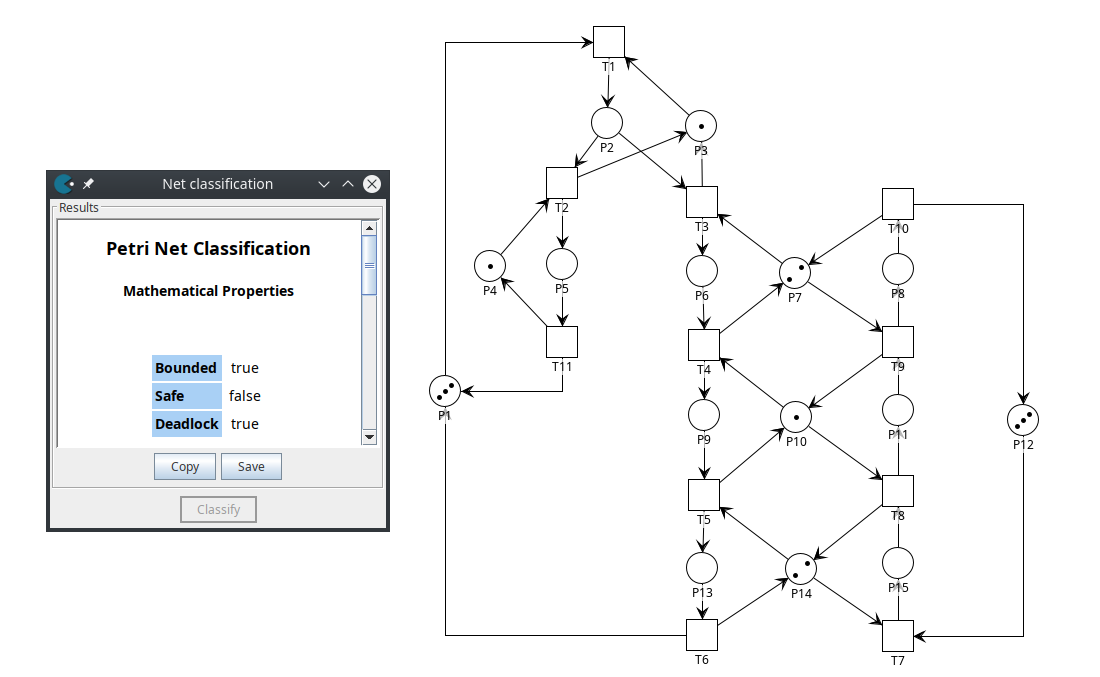 Net classification
Results
Petri Net Classification
Mathematical Properties
Bounded true
Safe false
Deadlock true
Copy Save
Classify
T1
P2
P3
T2
T3
T10
P4
P5
P6
P7
P8
T11
T4
T9
P1
P9
P10
P11
P12
T5
T8
P13
P14
P15
T6
T7